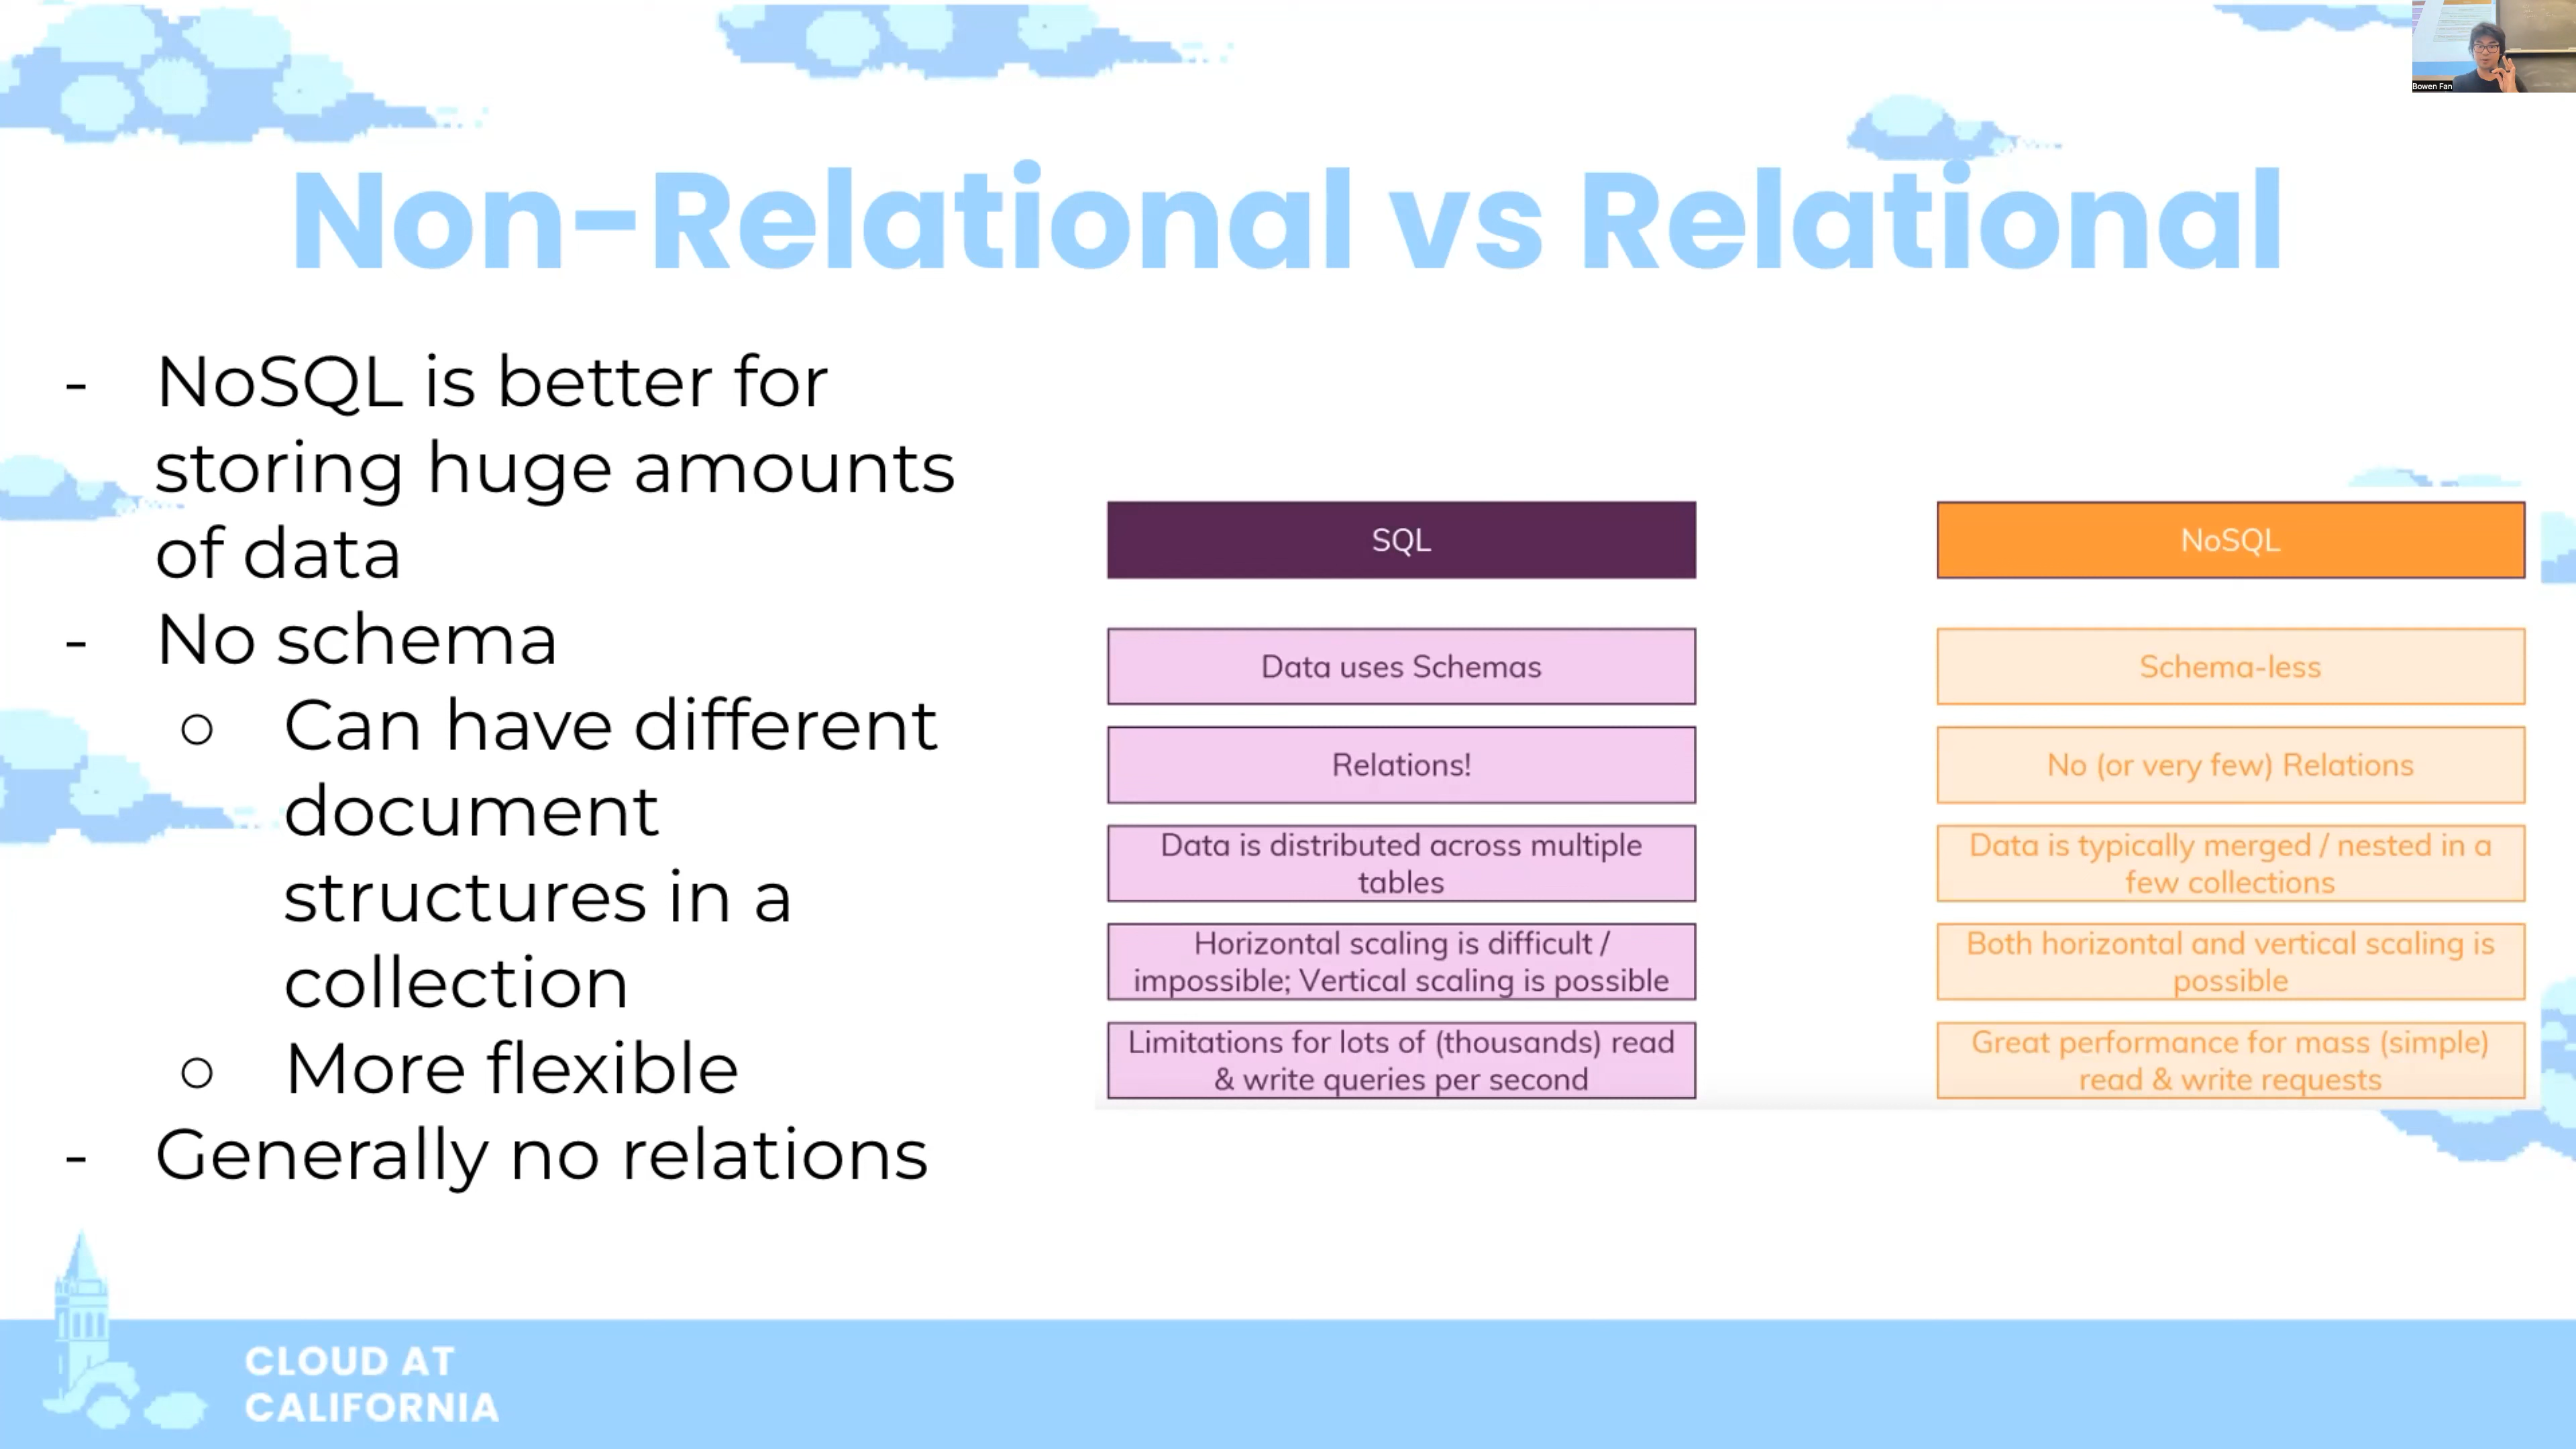 Bowen Fan
Non-Relational vs Relational
- NoSQL is better for
storing huge amounts
of data
- No schema
○ Can have different
document
structures in a
collection
○ More flexible
- Generally no relations
SQL
Data uses Schemas
Relations!
Data is distributed across multiple
tables
Horizontal scaling is difficult /
impossible; Vertical scaling is possible
Limitations for lots of (thousands) read
& write queries per second
NoSQL
Schema-less
No (or very few) Relations
Data is typically merged / nested in a
few collections
Both horizontal and vertical scaling is
possible
Great performance for mass (simple)
read & write requests
CLOUD AT
CALIFORNIA